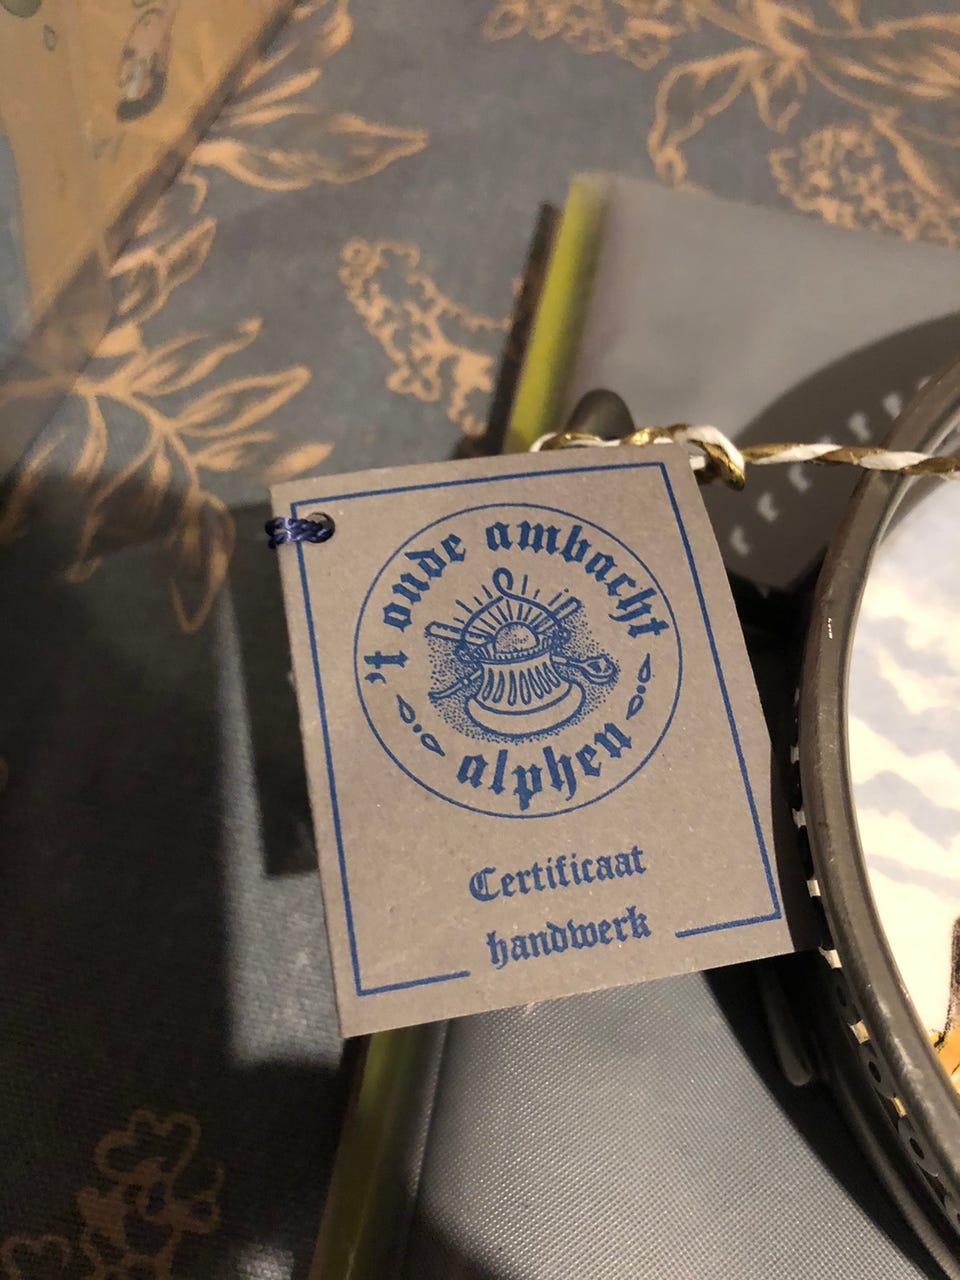 't oude ambacht
alphen
Certificaat
handwerk